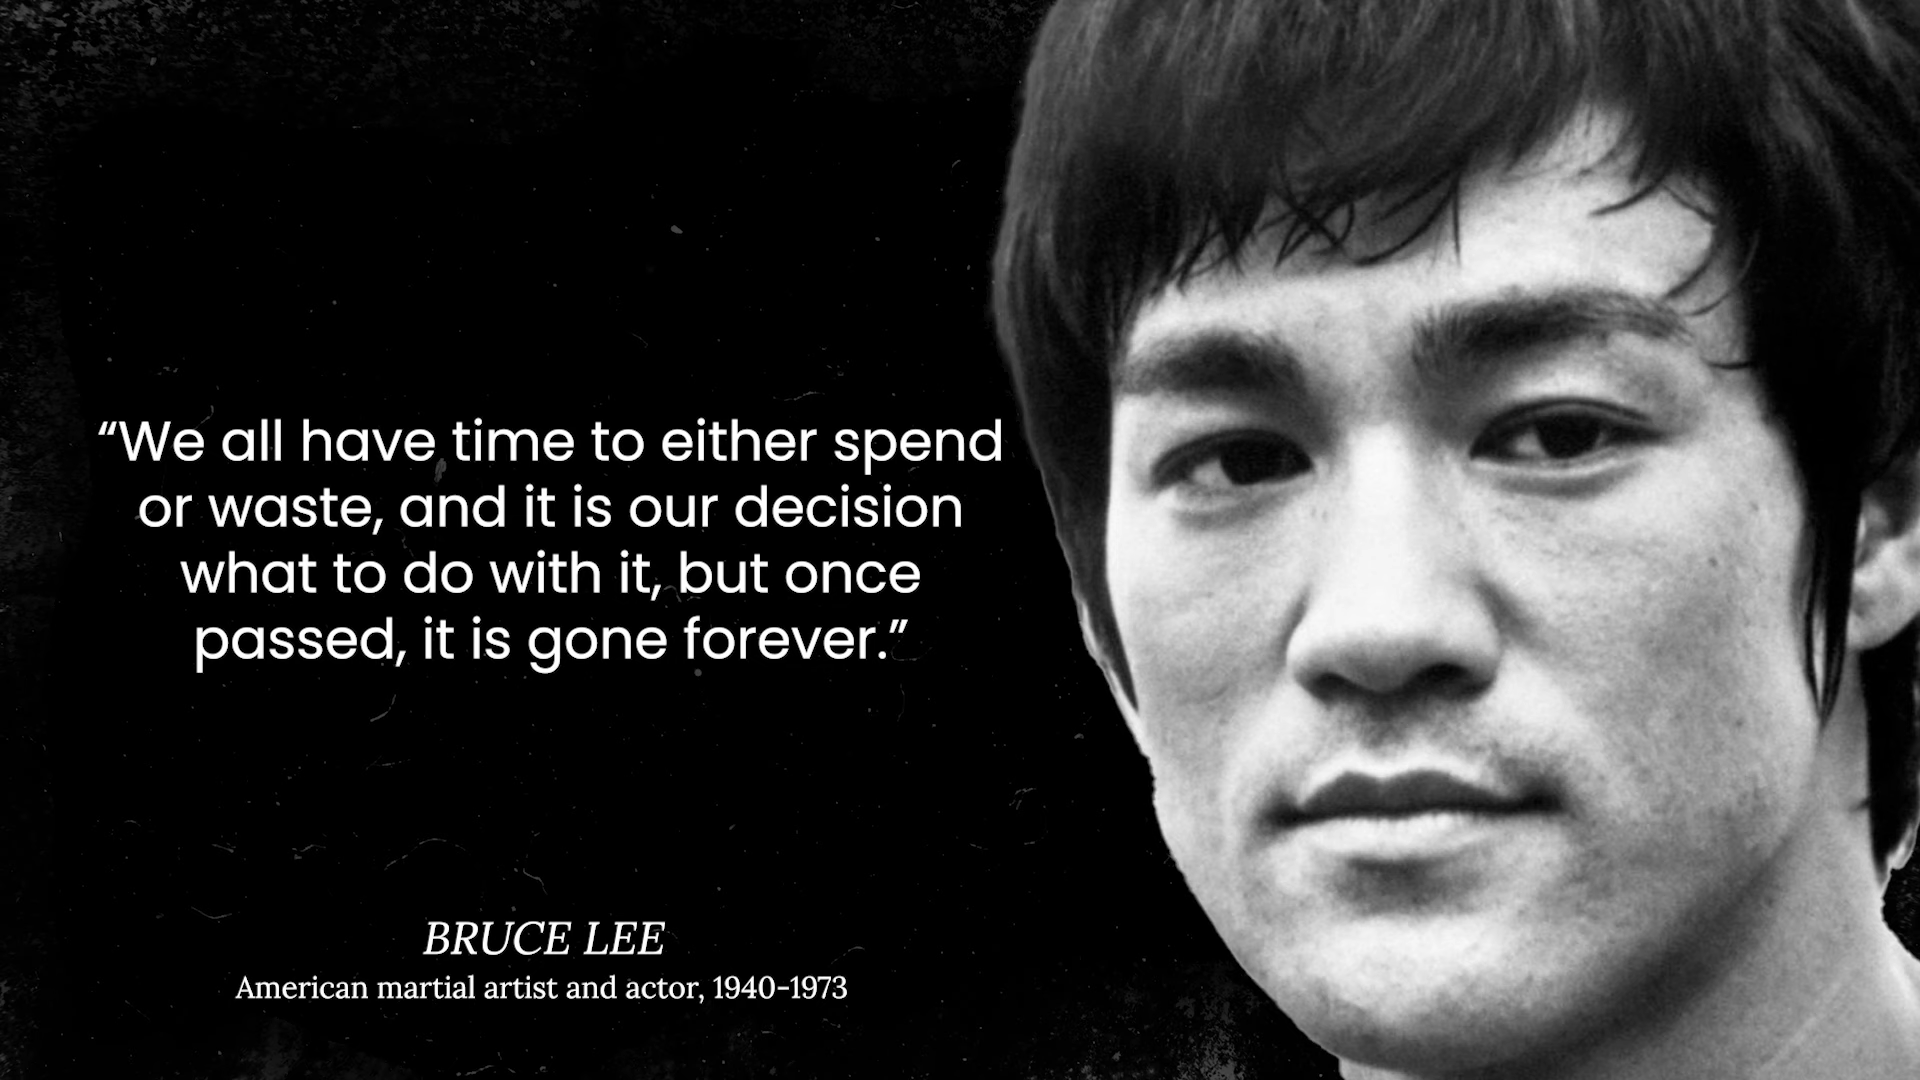 “We all have time to either spend
or waste, and it is our decision
what to do with it, but once
passed, it is gone forever.”
BRUCE LEE
American martial artist and actor, 1940-1973